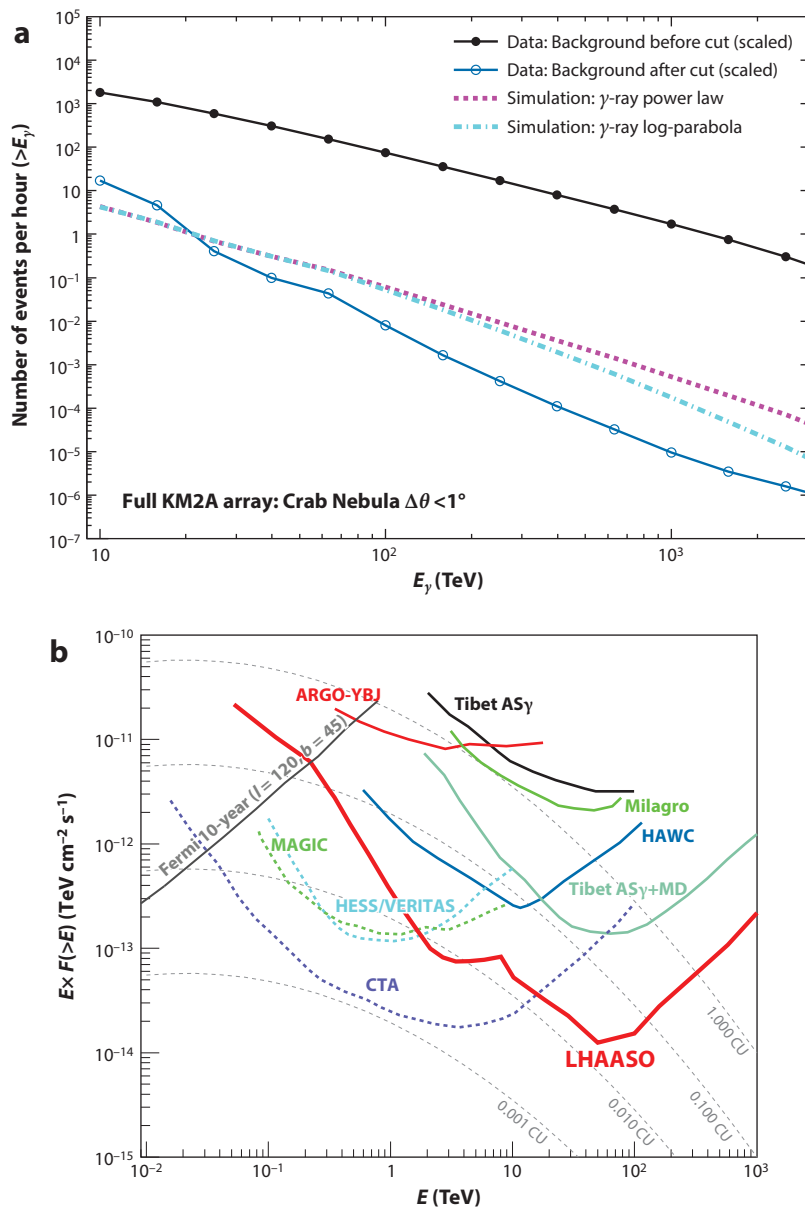 a
10⁵
10⁴
10³
10²
10
1
10⁻¹
10⁻²
10⁻³
10⁻⁴
10⁻⁵
10⁻⁶
10⁻⁷
Number of events per hour (>Eγ)
Data: Background before cut (scaled)
Data: Background after cut (scaled)
Simulation: γ-ray power law
Simulation: γ-ray log-parabola
Full KM2A array: Crab Nebula Δθ <1°
10
10²
10³
Eγ (TeV)
b
10⁻¹⁰
10⁻¹¹
10⁻¹²
10⁻¹³
10⁻¹⁴
10⁻¹⁵
E× F(>E) (TeV cm⁻² s⁻¹)
ARGO-YBJ
Tibet ASγ
Fermi 10-year (l = 120, b = 45)
Milagro
MAGIC
HAWC
HESS/VERITAS
Tibet ASγ+MD
CTA
LHAASO
1.000 CU
0.100 CU
0.010 CU
0.001 CU
10⁻²
10⁻¹
1
10
10²
10³
E (TeV)